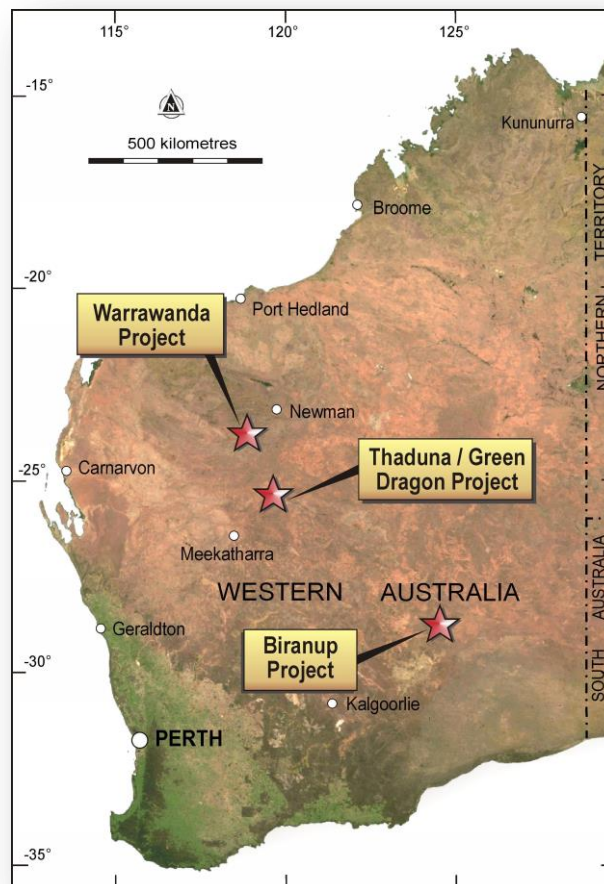 115°
120°
125°
-15°
N
500 kilometres
Kununurra
Broome
NORTHERN TERRITORY
-20°
Warrawanda
Project
Port Hedland
Newman
Thaduna / Green
Dragon Project
Carnarvon
Meekatharra
WESTERN AUSTRALIA
SOUTH AUSTRALIA
Geraldton
Biranup
Project
-25°
-30°
Kalgoorlie
PERTH
-35°